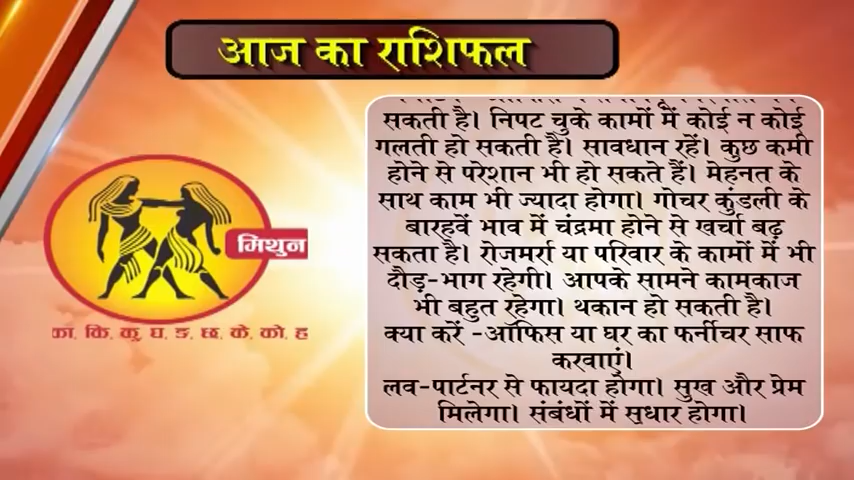 आज का राशिफल
सकती है। निपट चुके कामों में कोई न कोई
गलती हो सकती है। सावधान रहें। कुछ कमी
होने से परेशान भी हो सकते हैं। मेहनत के
साथ काम भी ज्यादा होगा। गोचर कुंडली के
बारहवें भाव में चंद्रमा होने से खर्चा बढ़
सकता है। रोजमर्रा या परिवार के कामों में भी
दौड़-भाग रहेगी। आपके सामने कामकाज
भी बहुत रहेगा। थकान हो सकती है।
क्या करें -ऑफिस या घर का फर्नीचर साफ
करवाएं।
लव-पार्टनर से फायदा होगा। सुख और प्रेम
मिलेगा। संबंधों में सुधार होगा।
मिथुन
का, कि, कु, घ, ङ, छ, के, को, ह